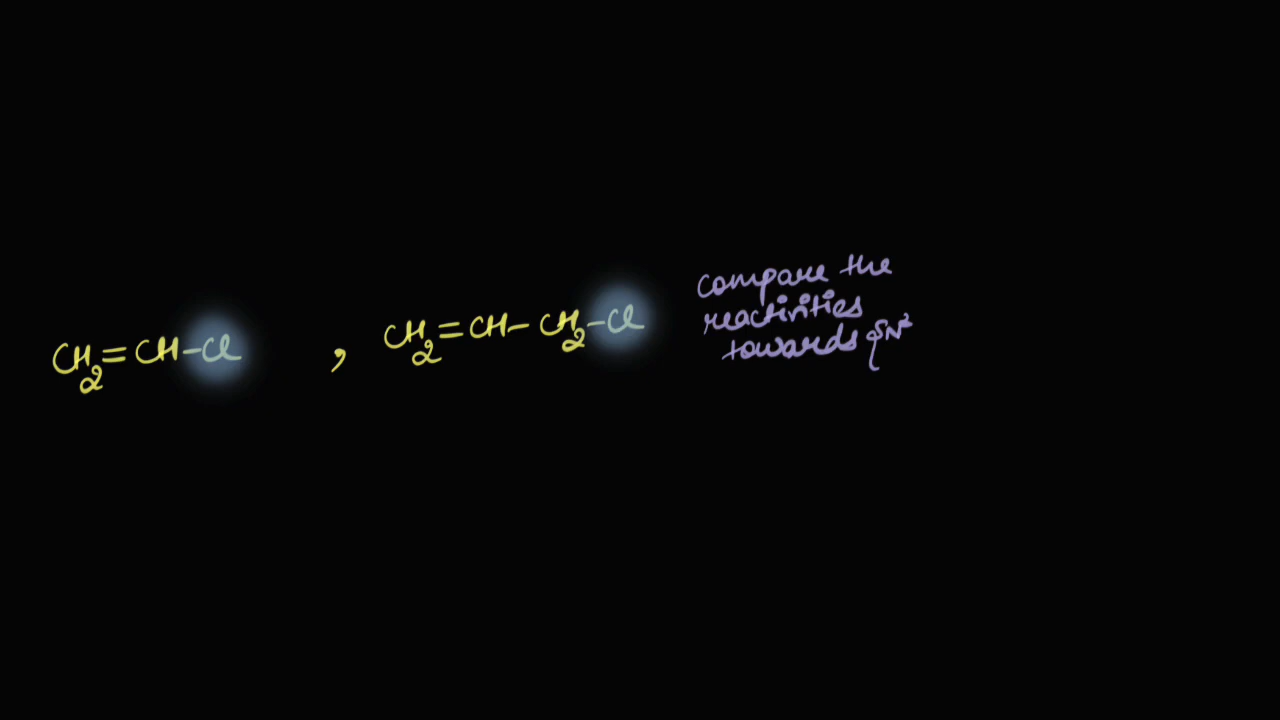 CH₂=CH-Cl , CH₂=CH-CH₂-Cl
compare the
reactivities
towards SN²